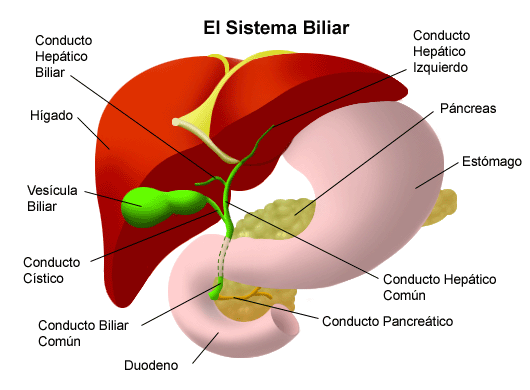 El Sistema Biliar
Conducto
Hepático
Biliar
Conducto
Hepático
Izquierdo
Hígado
Páncreas
Estómago
Vesícula
Biliar
Conducto
Cístico
Conducto Hepático
Común
Conducto Biliar
Común
Conducto Pancreático
Duodeno